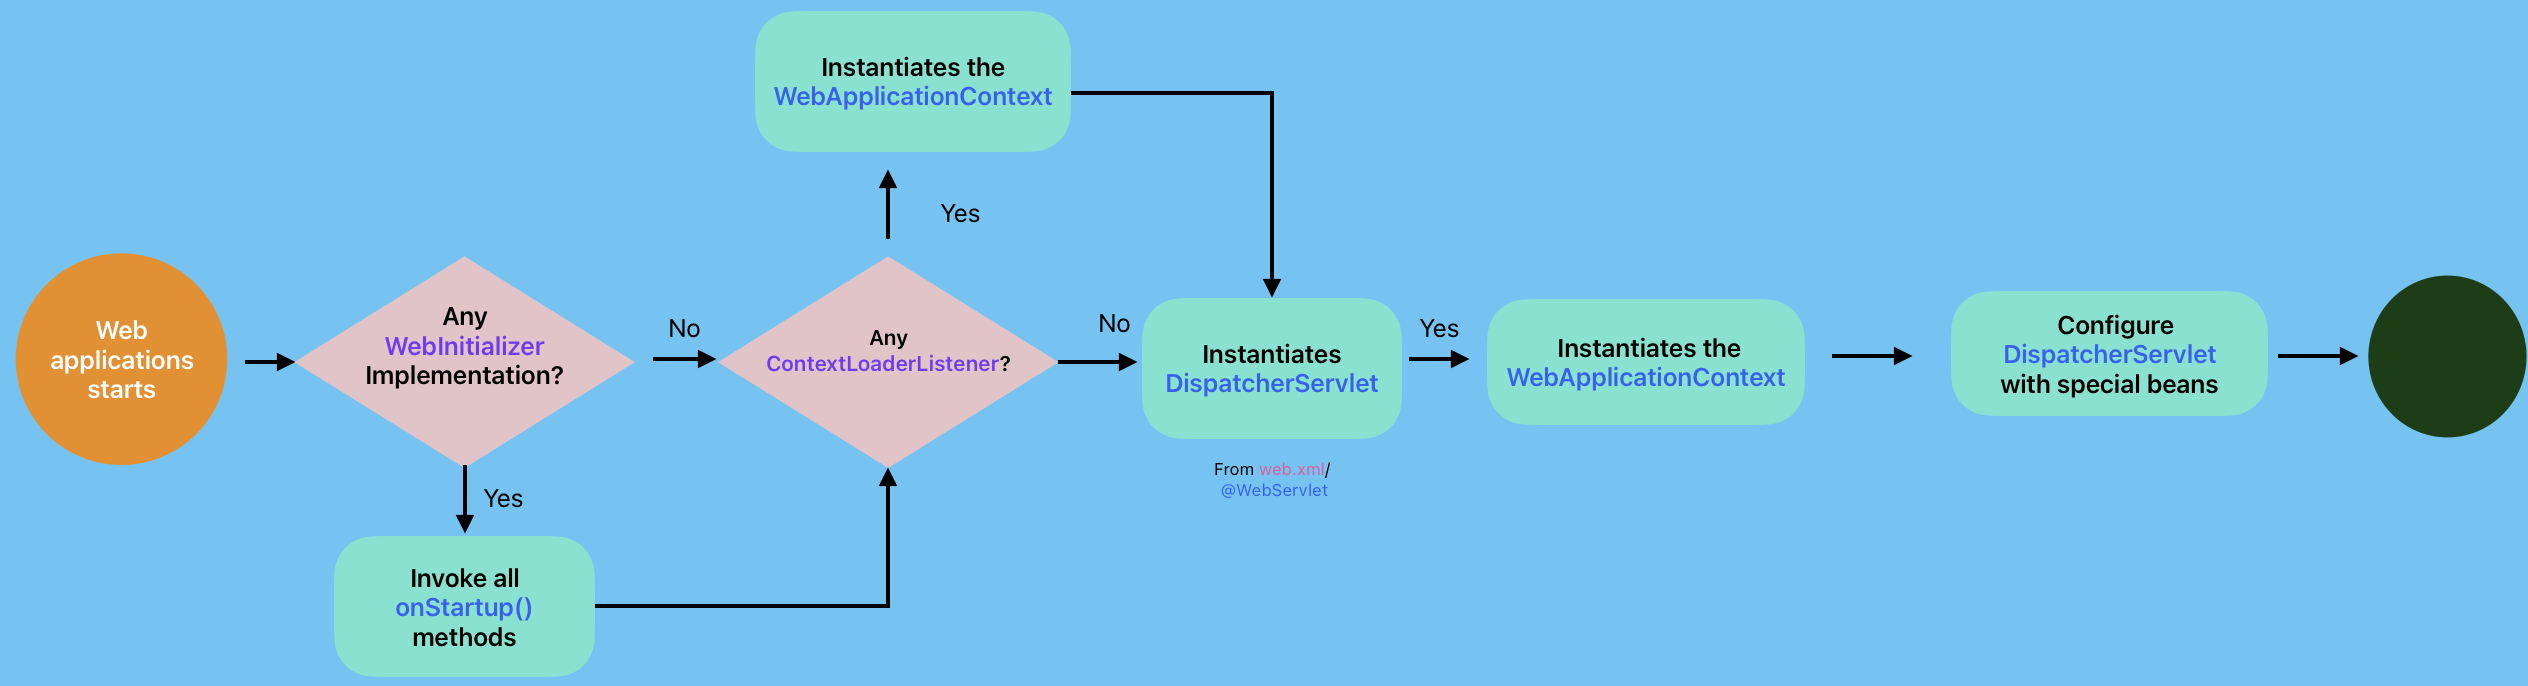 Instantiates the
WebApplicationContext
Yes
Web
applications
starts
Any
WebInitializer
Implementation?
No
Any
ContextLoaderListener?
No
Instantiates
DispatcherServlet
Yes
Instantiates the
WebApplicationContext
Configure
DispatcherServlet
with special beans
From web.xml/
@WebServlet
Yes
Invoke all
onStartup()
methods